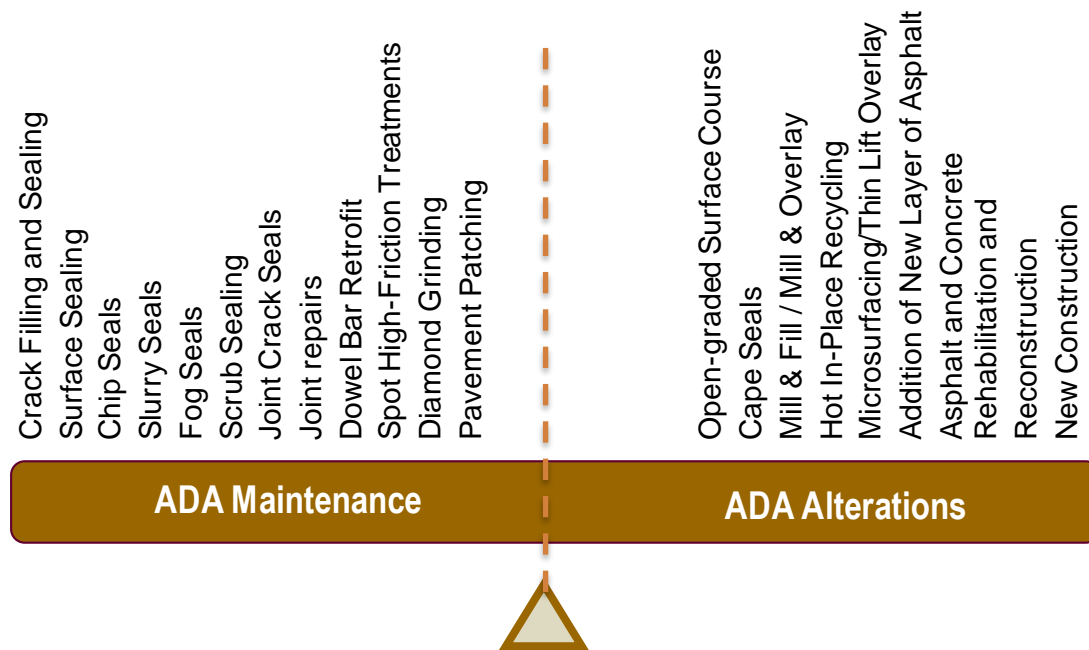 Crack Filling and Sealing
Surface Sealing
Chip Seals
Slurry Seals
Fog Seals
Scrub Sealing
Joint Crack Seals
Joint repairs
Dowel Bar Retrofit
Spot High-Friction Treatments
Diamond Grinding
Pavement Patching
Open-graded Surface Course
Cape Seals
Mill & Fill / Mill & Overlay
Hot In-Place Recycling
Microsurfacing/Thin Lift Overlay
Addition of New Layer of Asphalt
Asphalt and Concrete
Rehabilitation and
Reconstruction
New Construction
ADA Maintenance
ADA Alterations